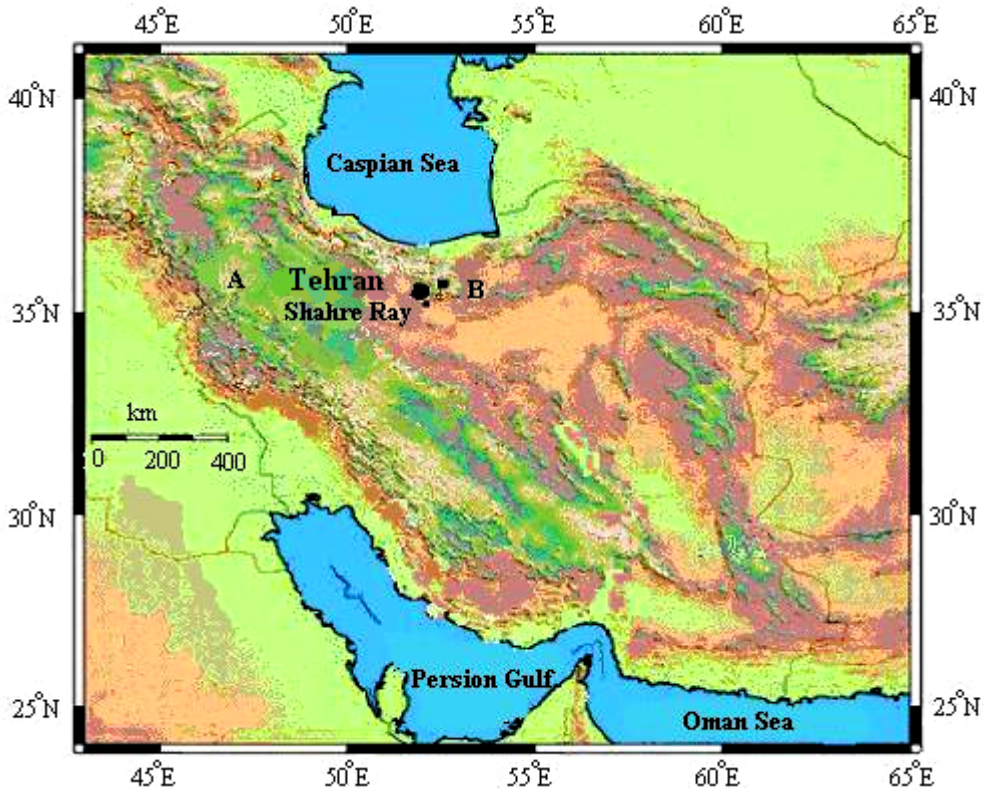 45°E 50°E 55°E 60°E 65°E
40°N 40°N
Caspian Sea
A Tehran B
Shahre Ray
35°N 35°N
km
0 200 400
30°N 30°N
Persion Gulf
25°N 25°N
Oman Sea
45°E 50°E 55°E 60°E 65°E